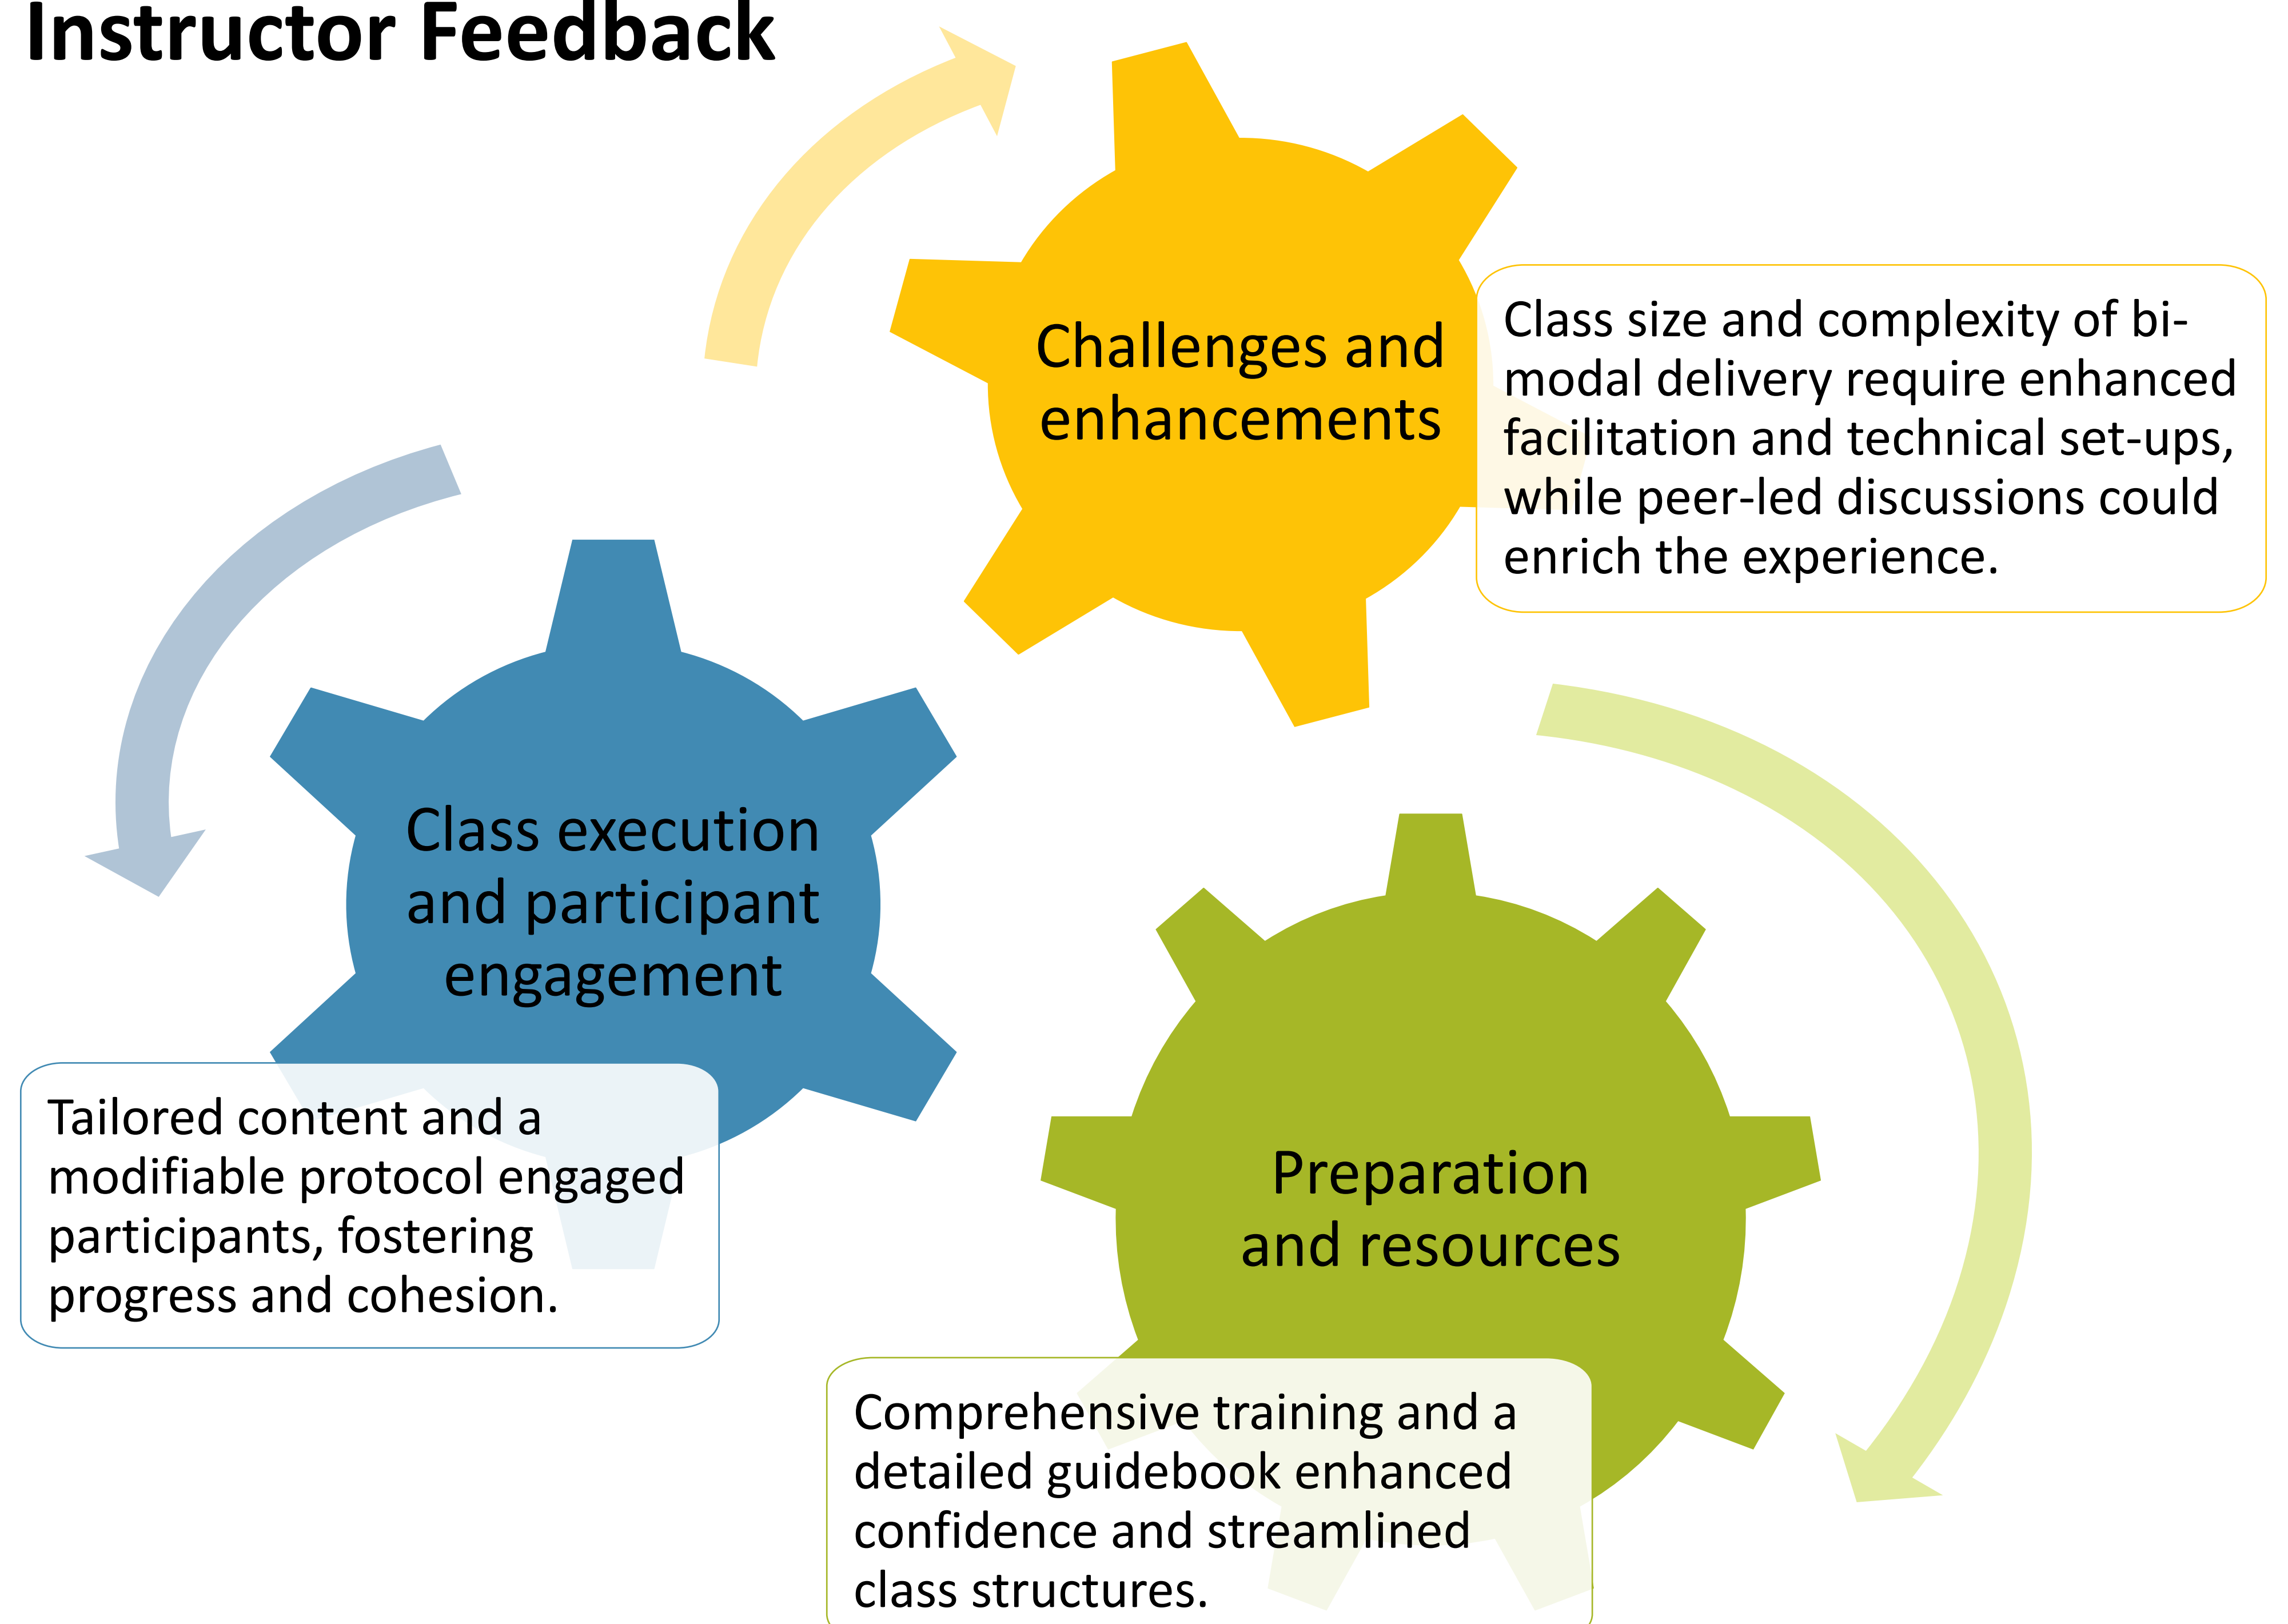 Instructor Feedback
Challenges and
enhancements
Class size and complexity of bi-
modal delivery require enhanced
facilitation and technical set-ups,
while peer-led discussions could
enrich the experience.
Class execution
and participant
engagement
Tailored content and a
modifiable protocol engaged
participants, fostering
progress and cohesion.
Preparation
and resources
Comprehensive training and a
detailed guidebook enhanced
confidence and streamlined
class structures.